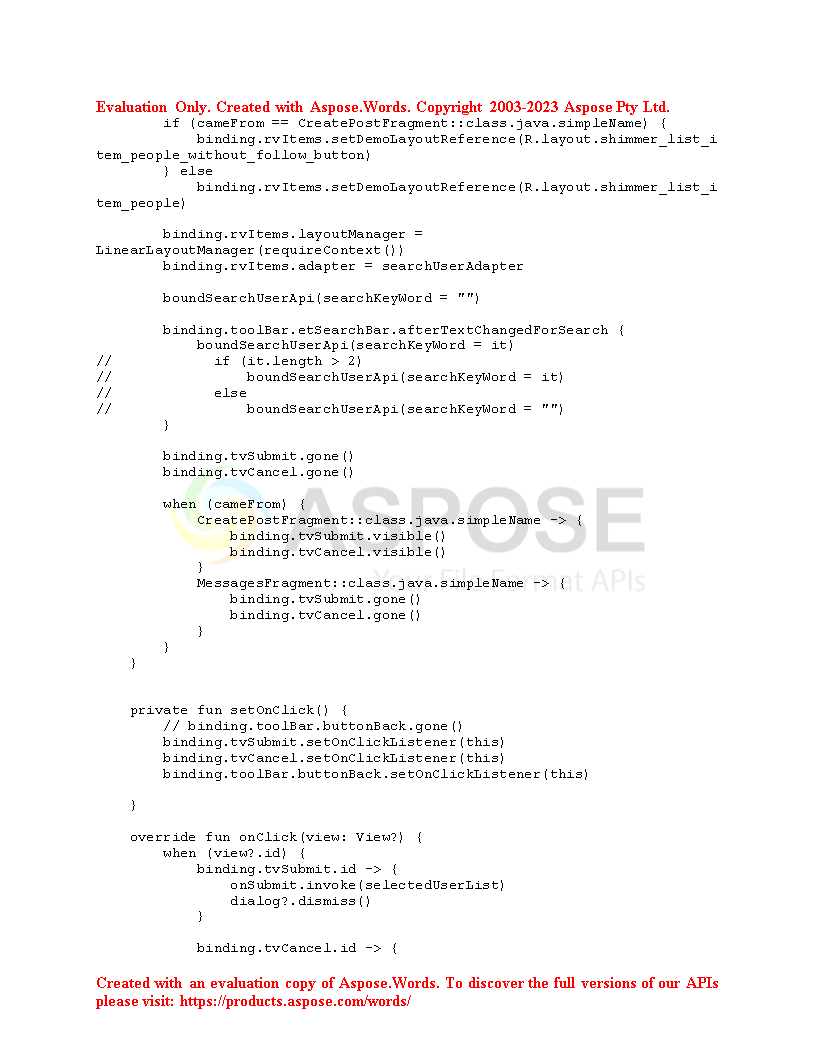 Evaluation Only. Created with Aspose.Words. Copyright 2003-2023 Aspose Pty Ltd.
        if (cameFrom == CreatePostFragment::class.java.simpleName) {
            binding.rvItems.setDemoLayoutReference(R.layout.shimmer_list_i
tem_people_without_follow_button)
        } else
            binding.rvItems.setDemoLayoutReference(R.layout.shimmer_list_i
tem_people)

        binding.rvItems.layoutManager =
LinearLayoutManager(requireContext())
        binding.rvItems.adapter = searchUserAdapter

        boundSearchUserApi(searchKeyWord = "")

        binding.toolBar.etSearchBar.afterTextChangedForSearch {
            boundSearchUserApi(searchKeyWord = it)
//            if (it.length > 2)
//                boundSearchUserApi(searchKeyWord = it)
//            else
//                boundSearchUserApi(searchKeyWord = "")
        }

        binding.tvSubmit.gone()
        binding.tvCancel.gone()

        when (cameFrom) {
            CreatePostFragment::class.java.simpleName -> {
                binding.tvSubmit.visible()
                binding.tvCancel.visible()
            }
            MessagesFragment::class.java.simpleName -> {
                binding.tvSubmit.gone()
                binding.tvCancel.gone()
            }
        }
    }


    private fun setOnClick() {
        // binding.toolBar.buttonBack.gone()
        binding.tvSubmit.setOnClickListener(this)
        binding.tvCancel.setOnClickListener(this)
        binding.toolBar.buttonBack.setOnClickListener(this)

    }

    override fun onClick(view: View?) {
        when (view?.id) {
            binding.tvSubmit.id -> {
                onSubmit.invoke(selectedUserList)
                dialog?.dismiss()
            }

            binding.tvCancel.id -> {
ASPOSE
Your File Format APIs
Created with an evaluation copy of Aspose.Words. To discover the full versions of our APIs
please visit: https://products.aspose.com/words/